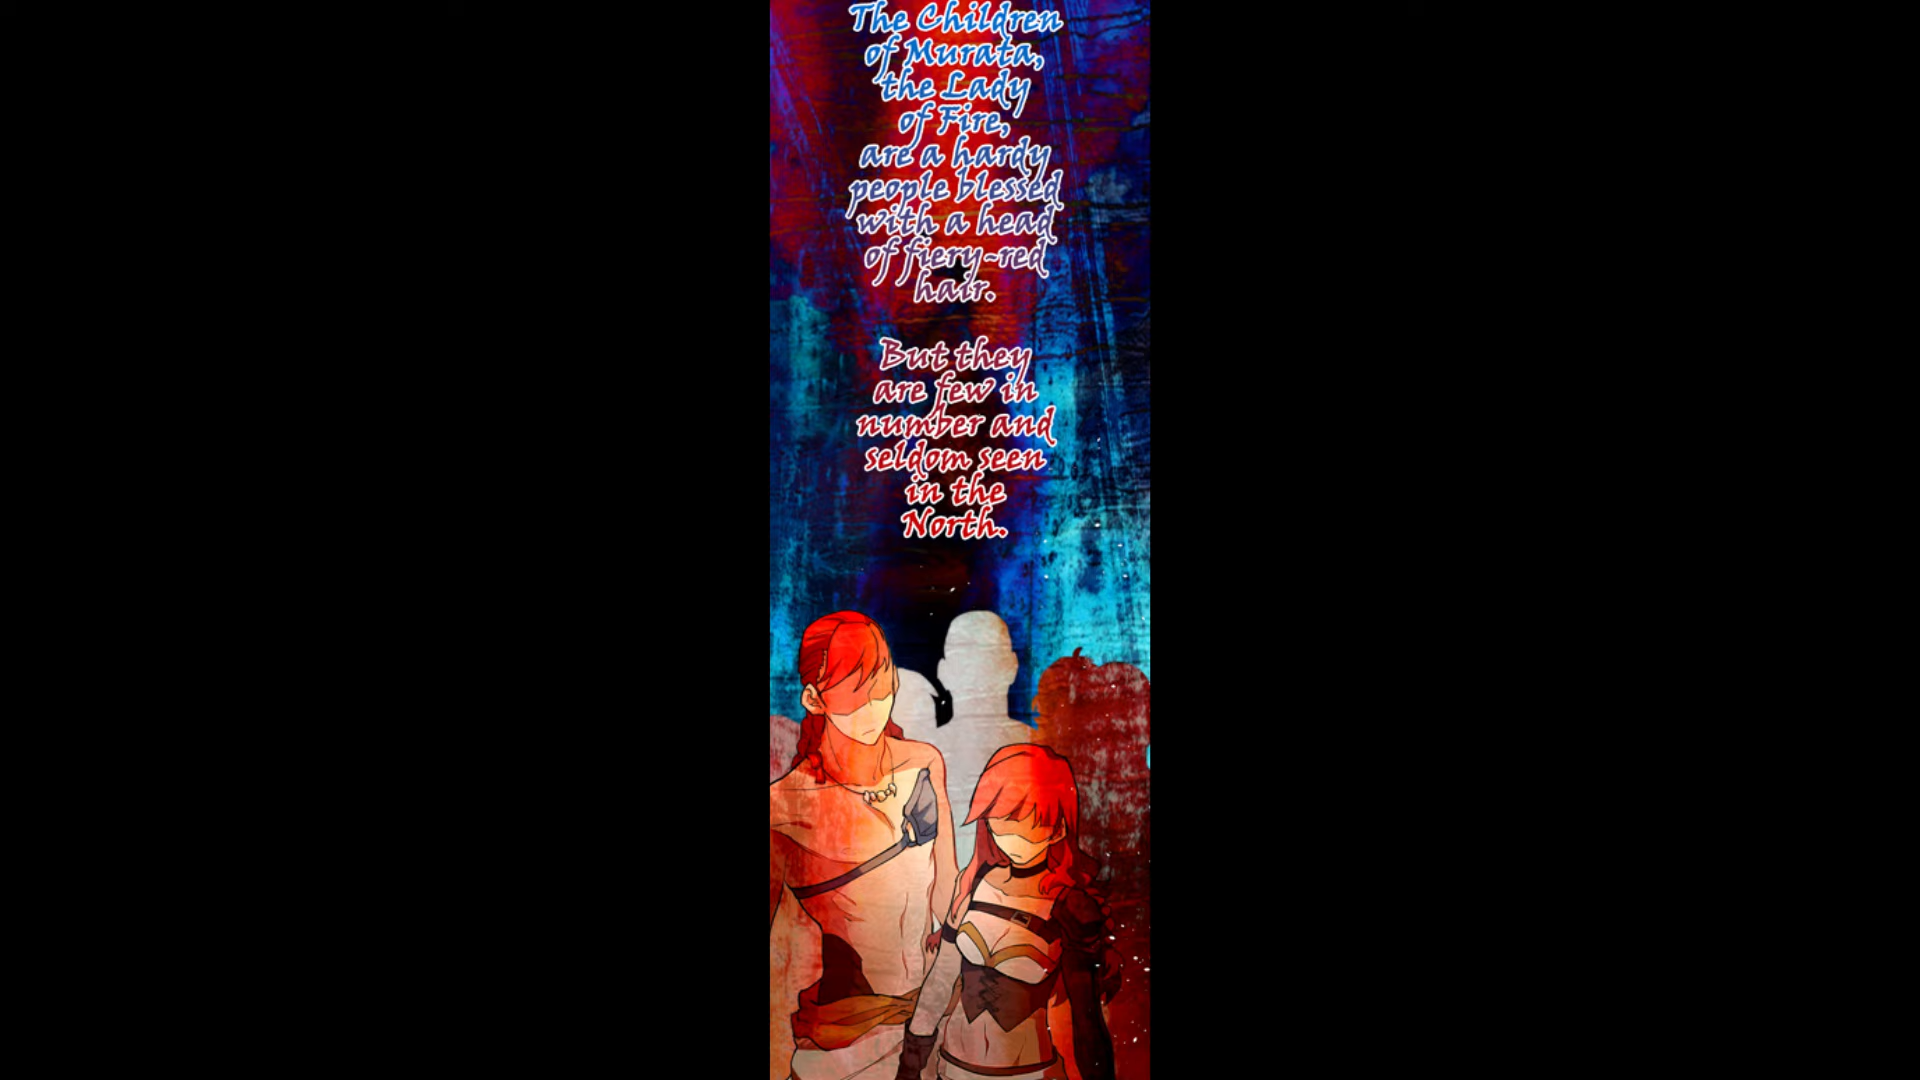 The Children
of Murata,
the Lady
of Fire,
are a hardy
people blessed
with a head
of fiery-red
hair.
But they
are few in
number and
seldom seen
in the
North.